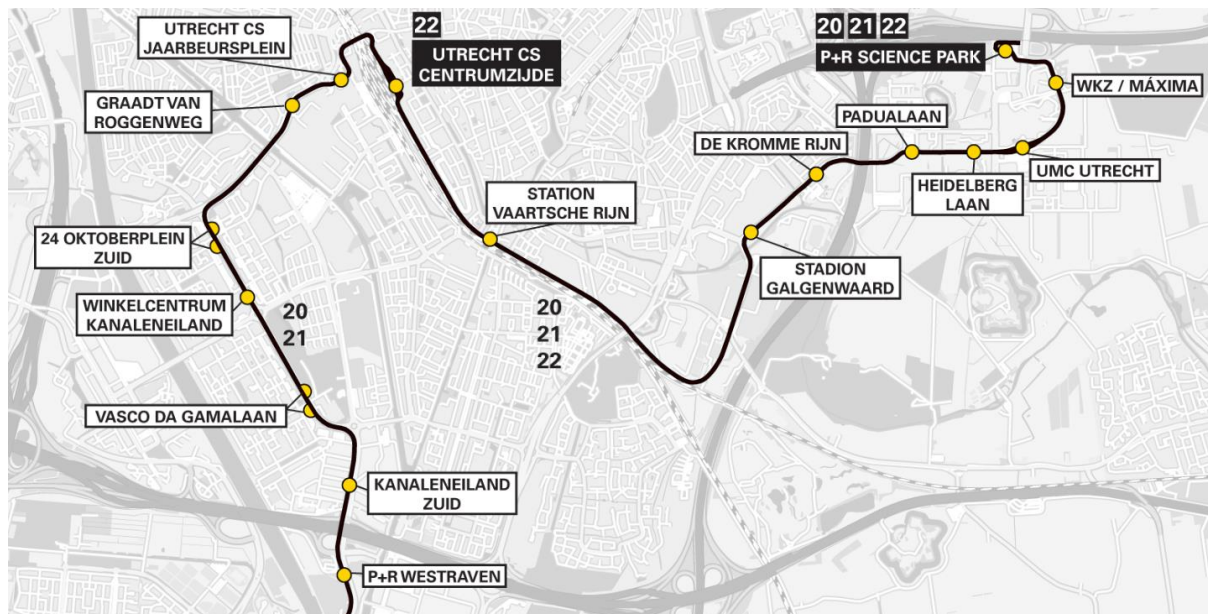 UTRECHT CS
JAARBEURSPLEIN
22
UTRECHT CS
CENTRUMZIJDE
20 21 22
P+R SCIENCE PARK
GRAADT VAN
ROGGENWEG
WKZ / MÁXIMA
PADUALAAN
DE KROMME RIJN
UMC UTRECHT
HEIDELBERG
LAAN
STATION
VAARTSCHE RIJN
24 OKTOBERPLEIN
ZUID
STADION
GALGENWAARD
WINKELCENTRUM
KANALENEILAND
20
21
20
21
22
VASCO DA GAMALAAN
KANALENEILAND
ZUID
P+R WESTRAVEN